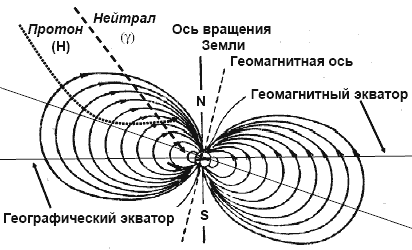 Протон
(H)
Нейтрал
(γ)
Ось вращения
Земли
Геомагнитная ось
Геомагнитный экватор
N
Географический экватор
S